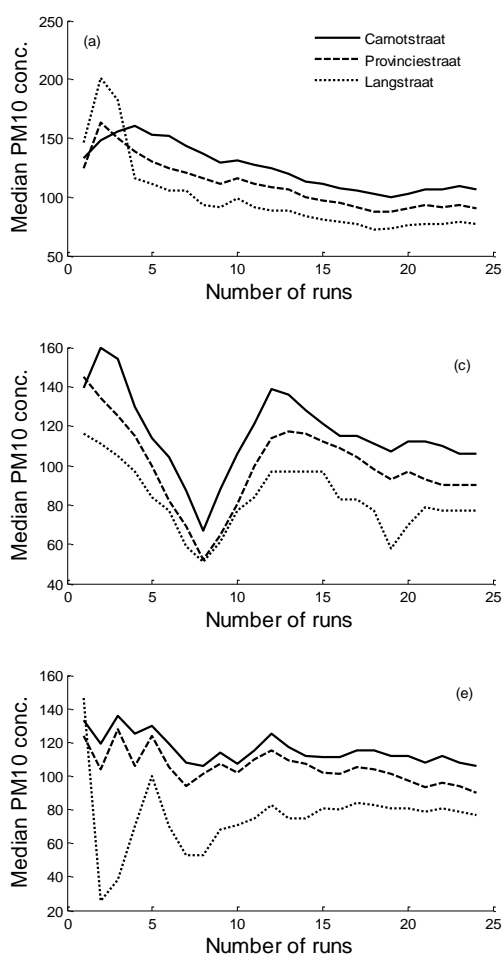 (a)
Carnotstraat
Provinciestraat
Langstraat
250
200
150
100
50
Median PM10 conc.
0 5 10 15 20 25
Number of runs
(c)
160
140
120
100
80
60
40
Median PM10 conc.
0 5 10 15 20 25
Number of runs
(e)
160
140
120
100
80
60
40
20
Median PM10 conc.
0 5 10 15 20 25
Number of runs